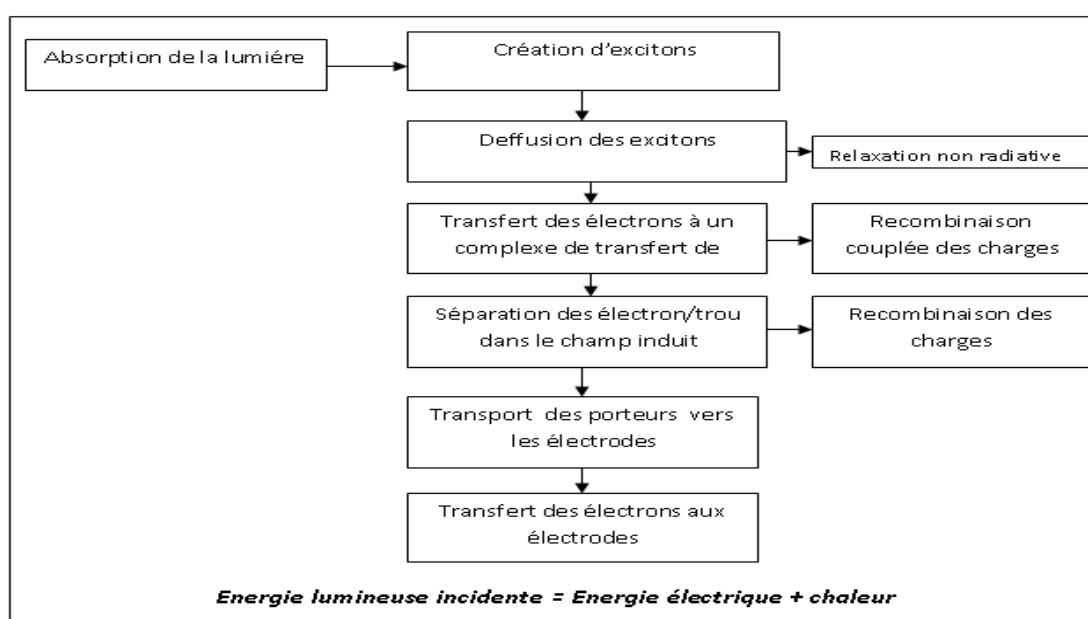 Absorption de la lumiére
Création d'excitons
Deffusion des excitons
Relaxation non radiative
Transfert des électrons à un
complexe de transfert de
Recombinaison
couplée des charges
Séparation des électron/trou
dans le champ induit
Recombinaison des
charges
Transport des porteurs vers
les électrodes
Transfert des électrons aux
électrodes
Energie lumineuse incidente = Energie électrique + chaleur